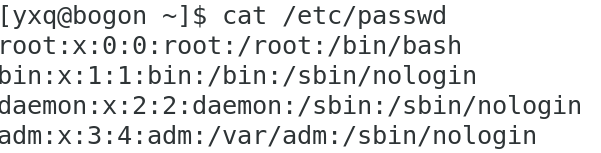 [yxq@bogon ~]$ cat /etc/passwd
root:x:0:0:root:/root:/bin/bash
bin:x:1:1:bin:/bin:/sbin/nologin
daemon:x:2:2:daemon:/sbin:/sbin/nologin
adm:x:3:4:adm:/var/adm:/sbin/nologin